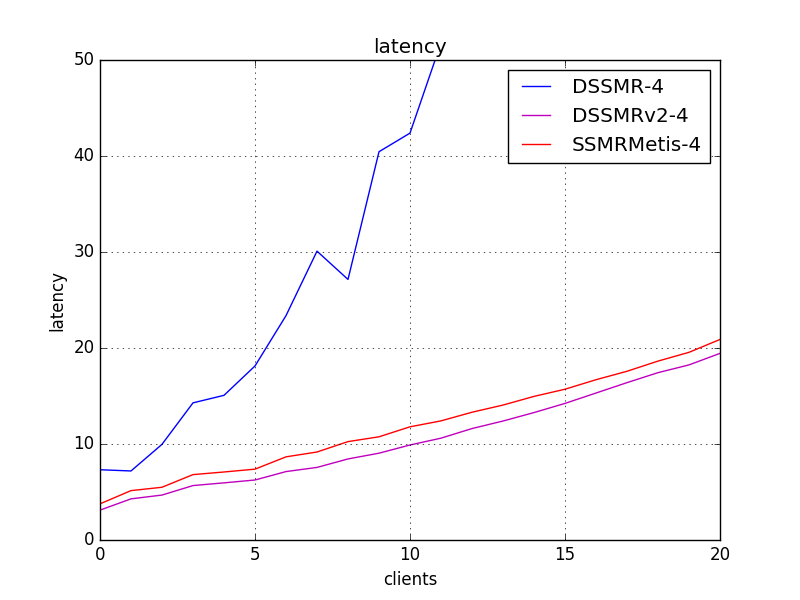 latency
50
40
30
20
10
0
latency
DSSMR-4
DSSMRv2-4
SSMRMetis-4
0 5 10 15 20
clients